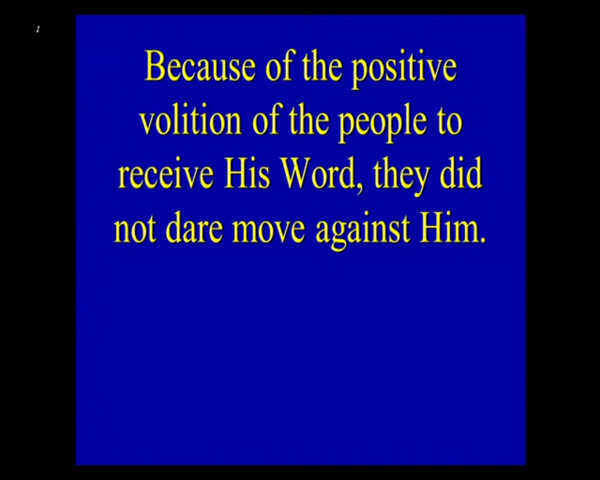 Because of the positive
volition of the people to
receive His Word, they did
not dare move against Him.